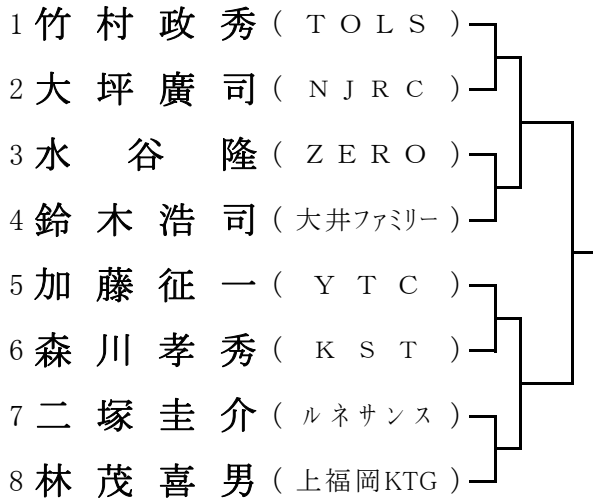 1 竹村政秀 (TOLS)
2 大坪廣司 (NJRC)
3 水谷隆 (ZERO)
4 鈴木浩司 (大井ファミリー)
5 加藤征一 (YTC)
6 森川孝秀 (KST)
7 二塚圭介 (ルネサンス)
8 林茂喜男 (上福岡KTG)